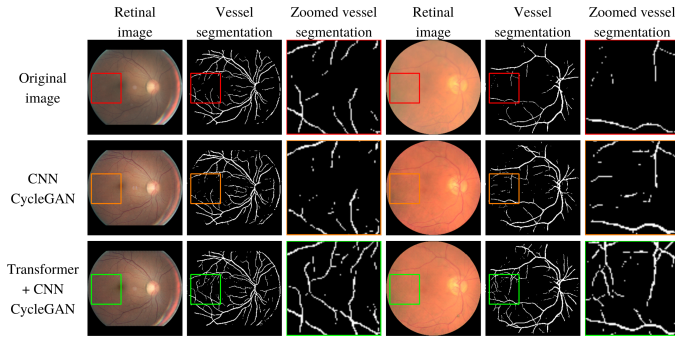 Retinal image
Vessel segmentation
Zoomed vessel segmentation
Retinal image
Vessel segmentation
Zoomed vessel segmentation
Original image
CNN CycleGAN
Transformer + CNN CycleGAN